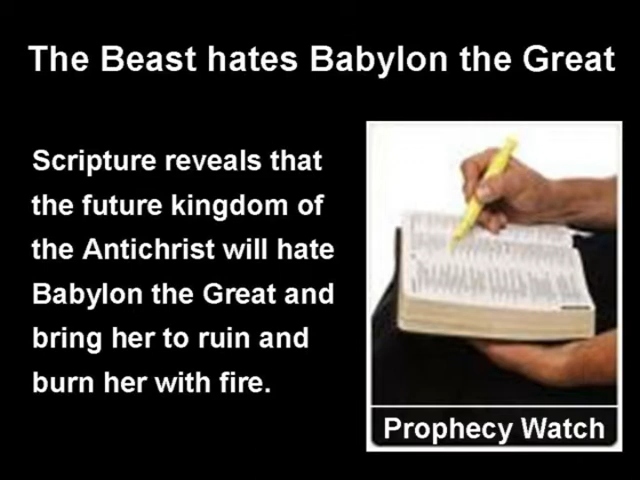 The Beast hates Babylon the Great
Scripture reveals that
the future kingdom of
the Antichrist will hate
Babylon the Great and
bring her to ruin and
burn her with fire.
Prophecy Watch